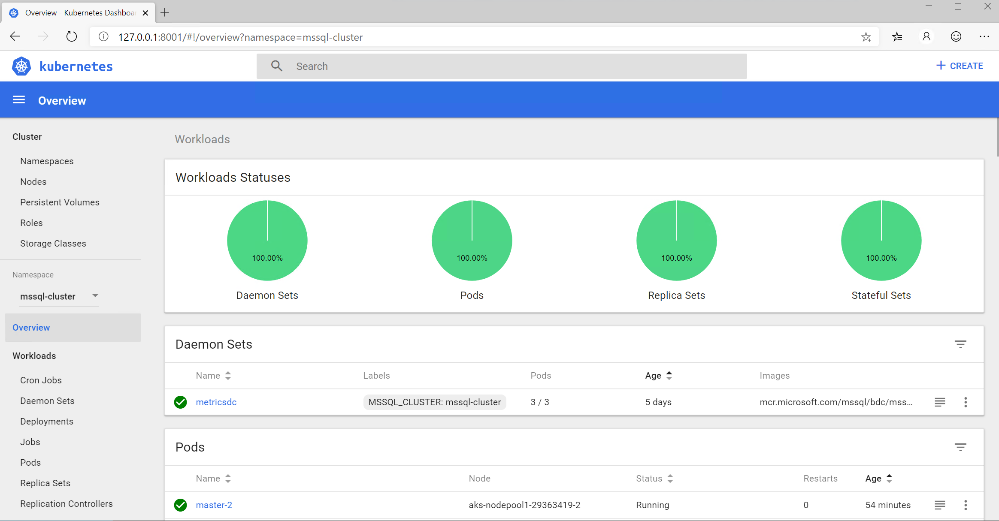 Overview - Kubernetes Dashboa
127.0.0.1:8001/#!/overview?namespace=mssql-cluster
kubernetes
Search
CREATE
Overview
Cluster
Namespaces
Nodes
Persistent Volumes
Roles
Storage Classes
Namespace
mssql-cluster
Overview
Workloads
Cron Jobs
Daemon Sets
Deployments
Jobs
Pods
Replica Sets
Replication Controllers
Workloads
Workloads Statuses
100.00% 100.00% 100.00% 100.00%
Daemon Sets Pods Replica Sets Stateful Sets
Daemon Sets
Name Labels Pods Age Images
metricsdc MSSQL_CLUSTER: mssql-cluster 3 / 3 5 days mcr.microsoft.com/mssql/bdc/mss...
Pods
Name Node Status Restarts Age
master-2 aks-nodepool1-29363419-2 Running 0 54 minutes